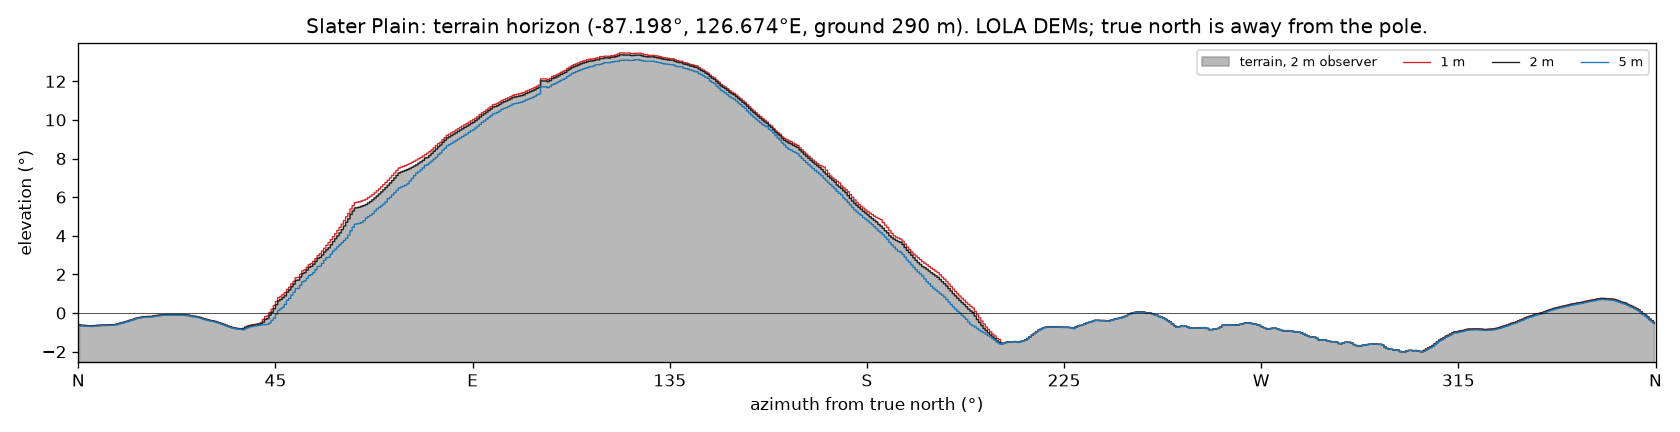 Slater Plain: terrain horizon (-87.198°, 126.674°E, ground 290 m). LOLA DEMs; true north is away from the pole.
terrain, 2 m observer 1 m 2 m 5 m
elevation (°)
12
10
8
6
4
2
0
−2
N 45 E 135 S 225 W 315 N
azimuth from true north (°)